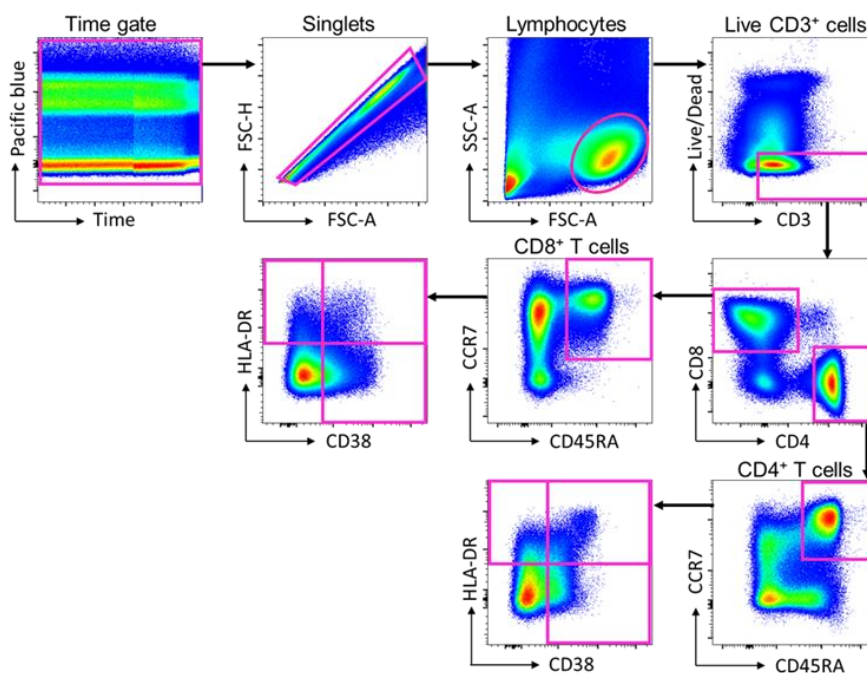 Time gate
Singlets
Lymphocytes
Live CD3⁺ cells
Pacific blue
Time
FSC-H
FSC-A
SSC-A
FSC-A
Live/Dead
CD3
CD8⁺ T cells
HLA-DR
CD38
CCR7
CD45RA
CD8
CD4
CD4⁺ T cells
HLA-DR
CD38
CCR7
CD45RA